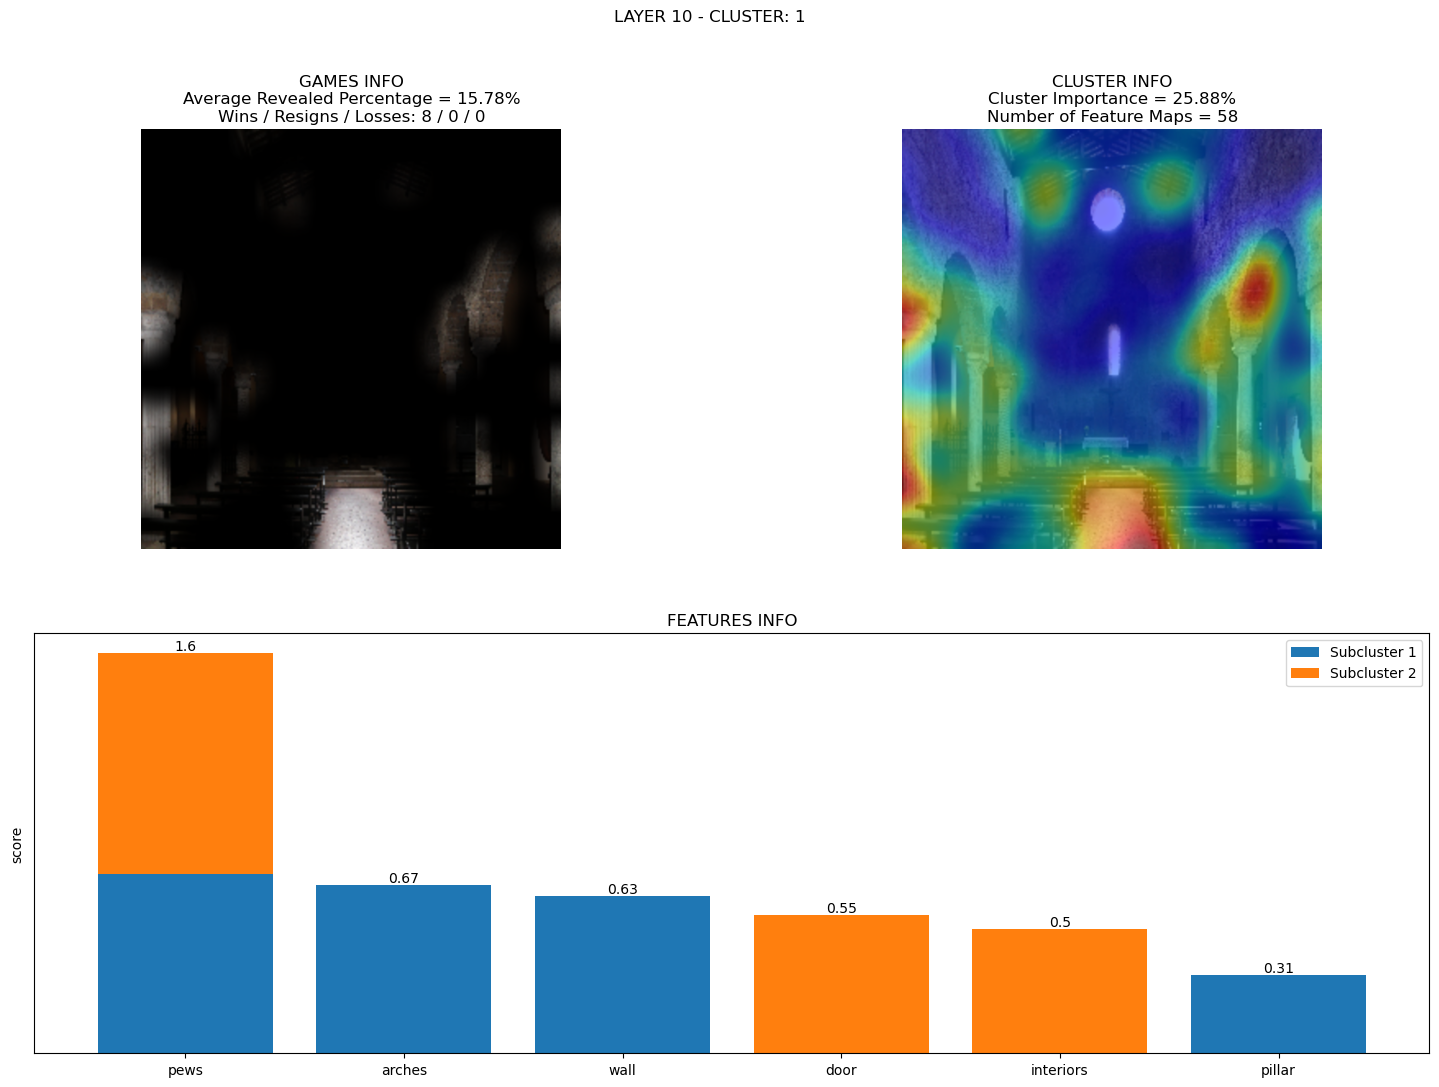 LAYER 10 - CLUSTER: 1
GAMES INFO
Average Revealed Percentage = 15.78%
Wins / Resigns / Losses: 8 / 0 / 0
CLUSTER INFO
Cluster Importance = 25.88%
Number of Feature Maps = 58
FEATURES INFO
score
1.6
0.67
0.63
0.55
0.5
0.31
Subcluster 1
Subcluster 2
pews
arches
wall
door
interiors
pillar